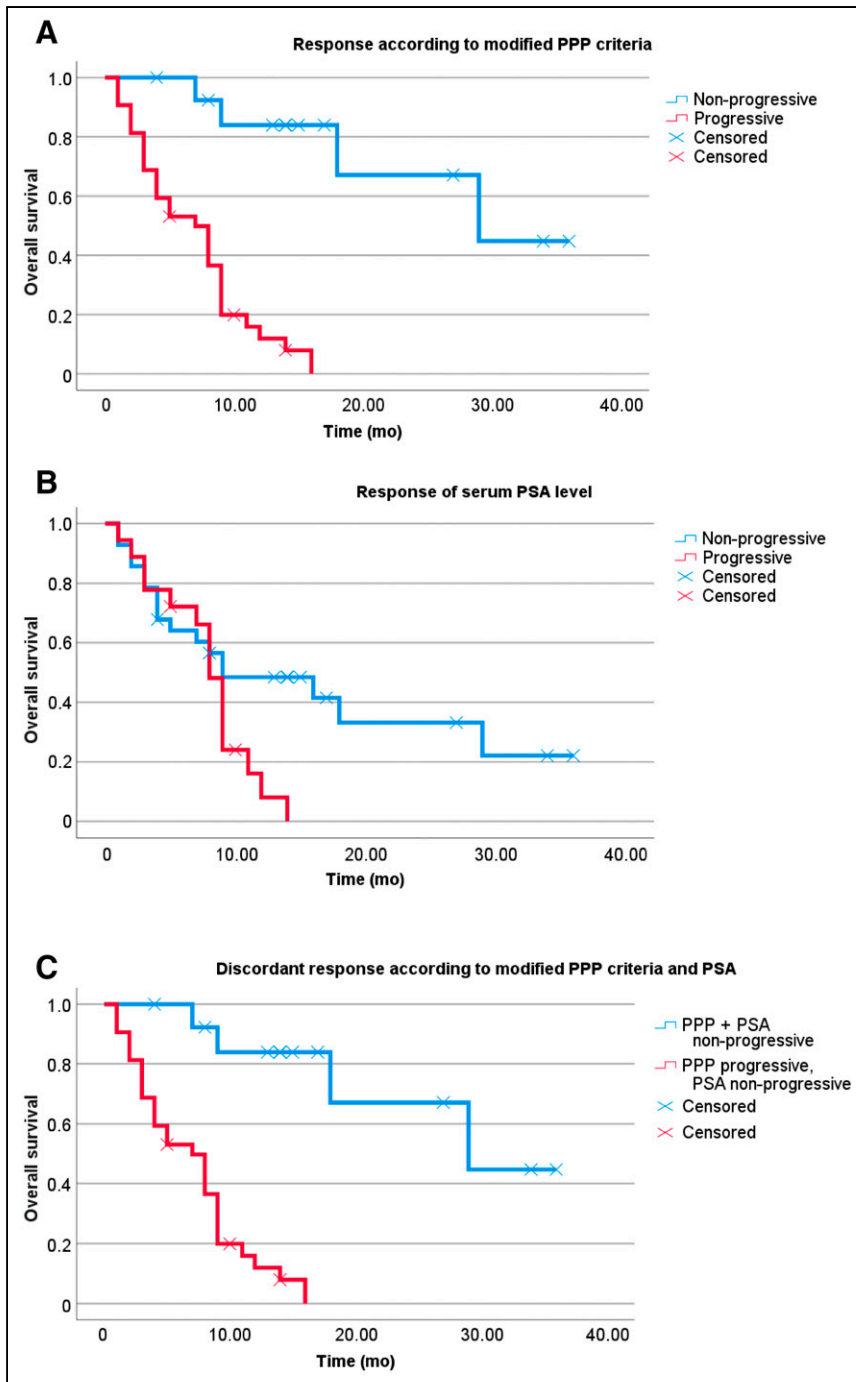 A
Response according to modified PPP criteria
1.0
0.8
0.6
0.4
0.2
0
Overall survival
0 10.00 20.00 30.00 40.00
Time (mo)
Non-progressive
Progressive
Censored
Censored
B
Response of serum PSA level
1.0
0.8
0.6
0.4
0.2
0
Overall survival
0 10.00 20.00 30.00 40.00
Time (mo)
Non-progressive
Progressive
Censored
Censored
C
Discordant response according to modified PPP criteria and PSA
1.0
0.8
0.6
0.4
0.2
0
Overall survival
0 10.00 20.00 30.00 40.00
Time (mo)
PPP + PSA
non-progressive
PPP progressive,
PSA non-progressive
Censored
Censored